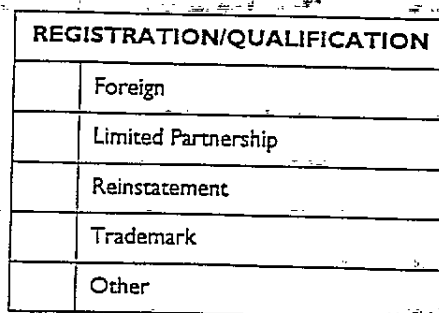 REGISTRATION/QUALIFICATION
Foreign
Limited Partnership
Reinstatement
Trademark
Other